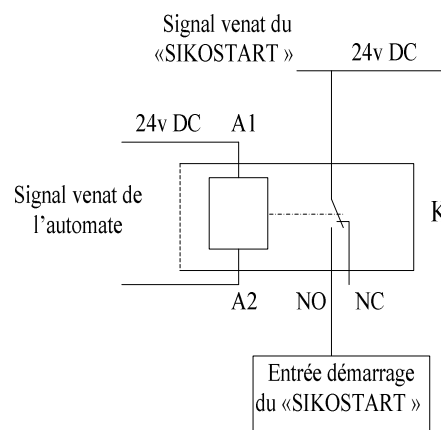 Signal venat du
«SIKOSTART »
24v DC
24v DC
A1
Signal venat de
l’automate
K
A2
NO
NC
Entrée démarrage
du «SIKOSTART »